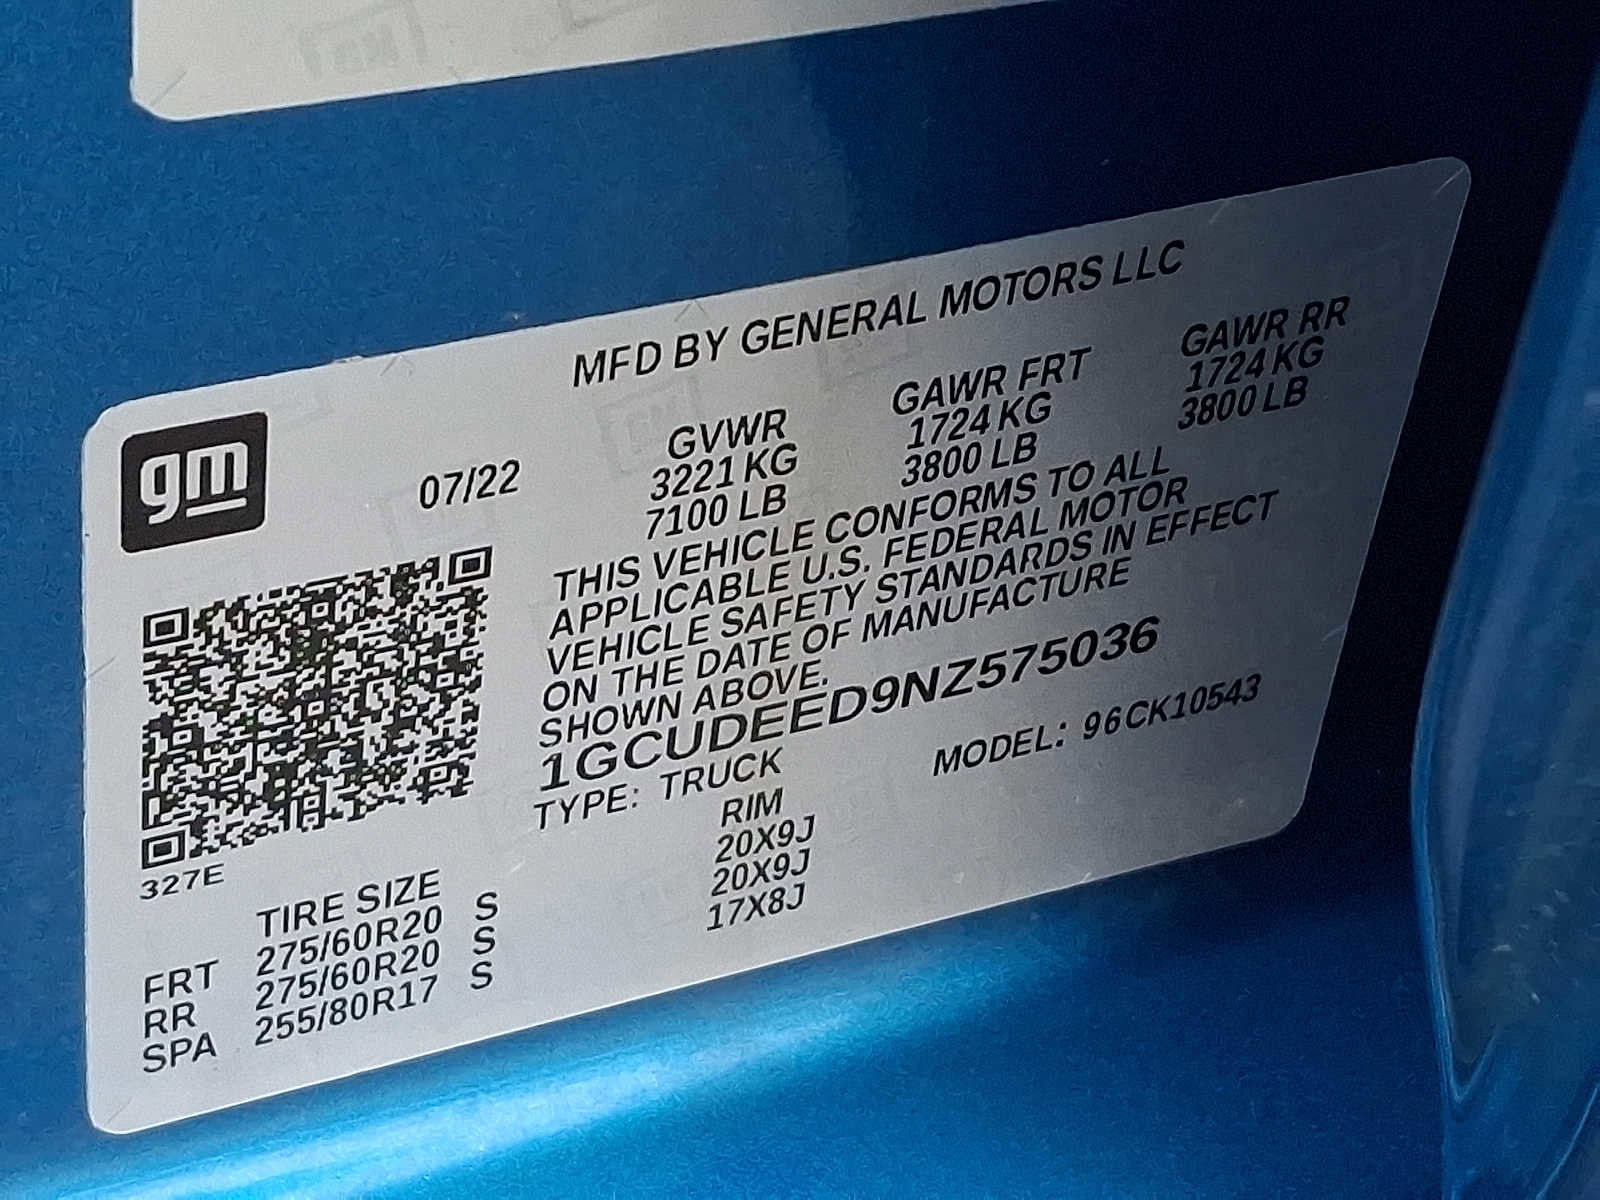 MFD BY GENERAL MOTORS LLC
gm
07/22
GVWR GAWR FRT GAWR RR
3221 KG 1724 KG 1724 KG
7100 LB 3800 LB 3800 LB
THIS VEHICLE CONFORMS TO ALL
APPLICABLE U.S. FEDERAL MOTOR
VEHICLE SAFETY STANDARDS IN EFFECT
ON THE DATE OF MANUFACTURE
SHOWN ABOVE.
1GCUDEED9NZ575036
TYPE: TRUCK MODEL: 96CK10543
327E
TIRE SIZE RIM
FRT 275/60R20 S 20X9J
RR 275/60R20 S 20X9J
SPA 255/80R17 S 17X8J